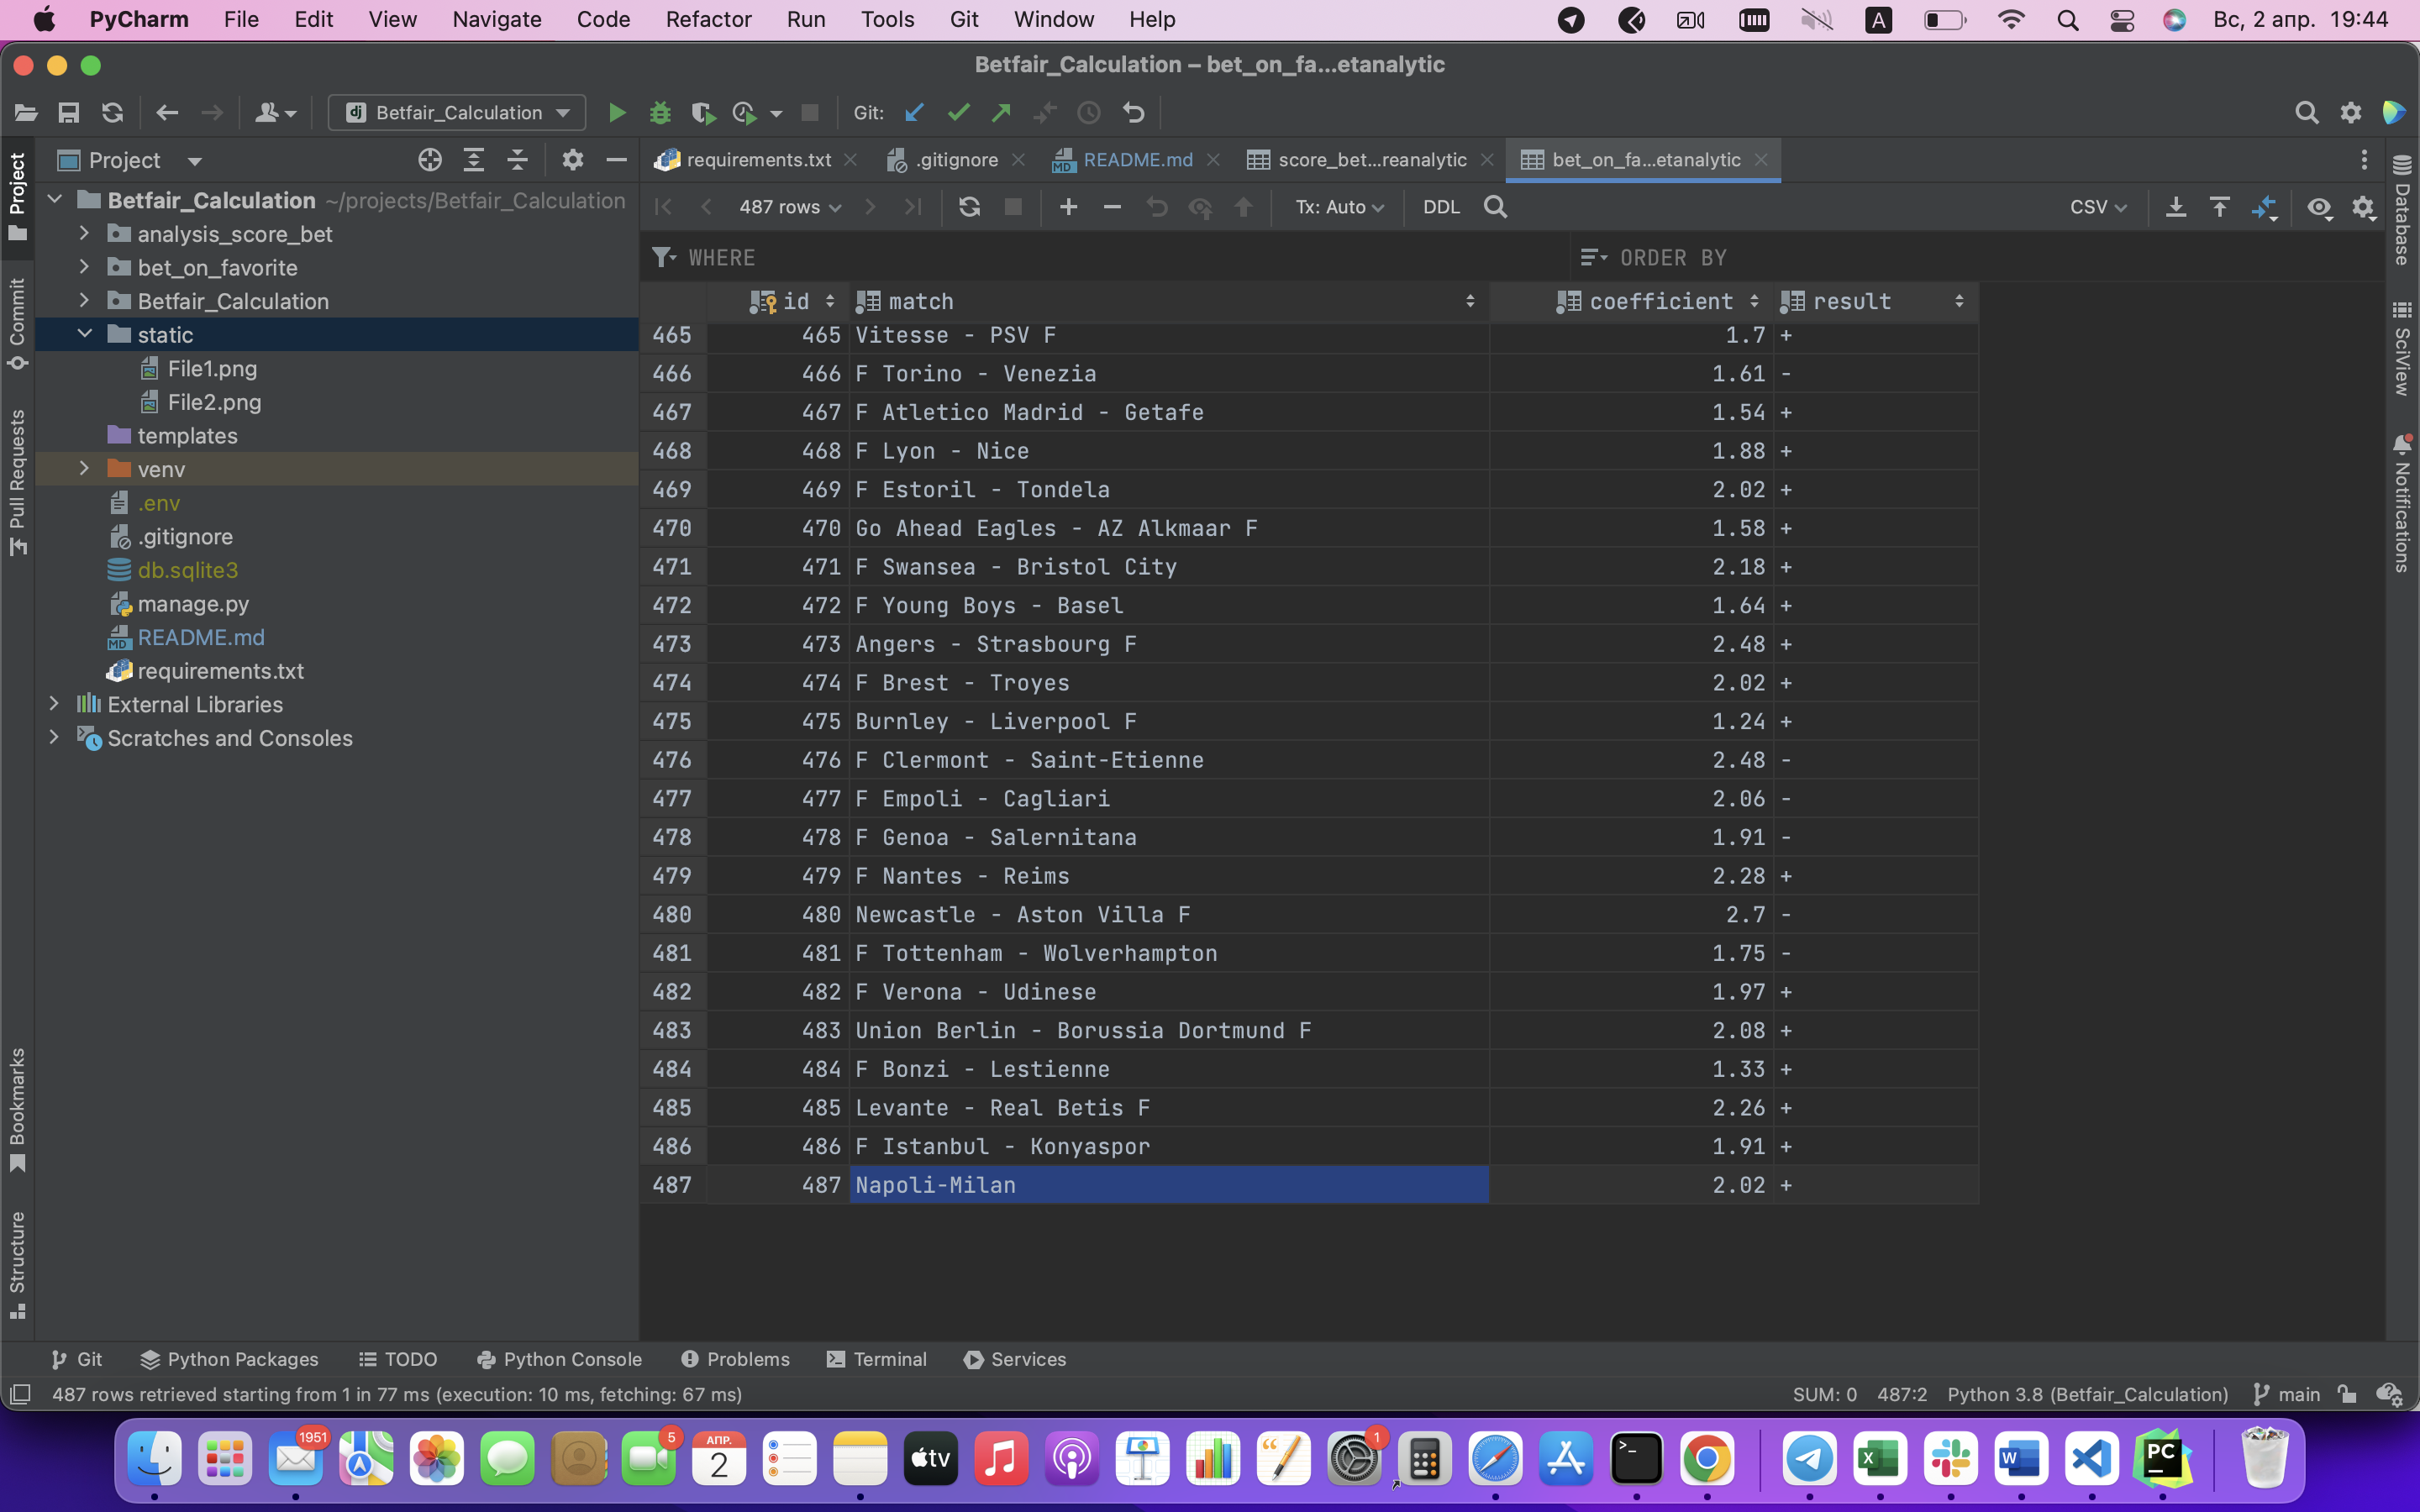 PyCharm File Edit View Navigate Code Refactor Run Tools Git Window Help A Вс, 2 апр. 19:44
Betfair_Calculation – bet_on_fa...etanalytic
dj Betfair_Calculation Git:
Project
requirements.txt .gitignore README.md score_bet...reanalytic bet_on_fa...etanalytic
487 rows Tx: Auto DDL CSV
WHERE ORDER BY
id match coefficient result
Project
Commit
Pull Requests
Bookmarks
Structure
Betfair_Calculation ~/projects/Betfair_Calculation
analysis_score_bet
bet_on_favorite
Betfair_Calculation
static
File1.png
File2.png
templates
venv
.env
.gitignore
db.sqlite3
manage.py
MD README.md
requirements.txt
External Libraries
Scratches and Consoles
465 465 Vitesse - PSV F 1.7 +
466 466 F Torino - Venezia 1.61 -
467 467 F Atletico Madrid - Getafe 1.54 +
468 468 F Lyon - Nice 1.88 +
469 469 F Estoril - Tondela 2.02 +
470 470 Go Ahead Eagles - AZ Alkmaar F 1.58 +
471 471 F Swansea - Bristol City 2.18 +
472 472 F Young Boys - Basel 1.64 +
473 473 Angers - Strasbourg F 2.48 +
474 474 F Brest - Troyes 2.02 +
475 475 Burnley - Liverpool F 1.24 +
476 476 F Clermont - Saint-Etienne 2.48 -
477 477 F Empoli - Cagliari 2.06 -
478 478 F Genoa - Salernitana 1.91 -
479 479 F Nantes - Reims 2.28 +
480 480 Newcastle - Aston Villa F 2.7 -
481 481 F Tottenham - Wolverhampton 1.75 -
482 482 F Verona - Udinese 1.97 +
483 483 Union Berlin - Borussia Dortmund F 2.08 +
484 484 F Bonzi - Lestienne 1.33 +
485 485 Levante - Real Betis F 2.26 +
486 486 F Istanbul - Konyaspor 1.91 +
487 487 Napoli-Milan 2.02 +
Database
SciView
Notifications
Git Python Packages TODO Python Console Problems Terminal Services
487 rows retrieved starting from 1 in 77 ms (execution: 10 ms, fetching: 67 ms) SUM: 0 487:2 Python 3.8 (Betfair_Calculation) main
1951 5 АПР. 2 tv 1 X W PC